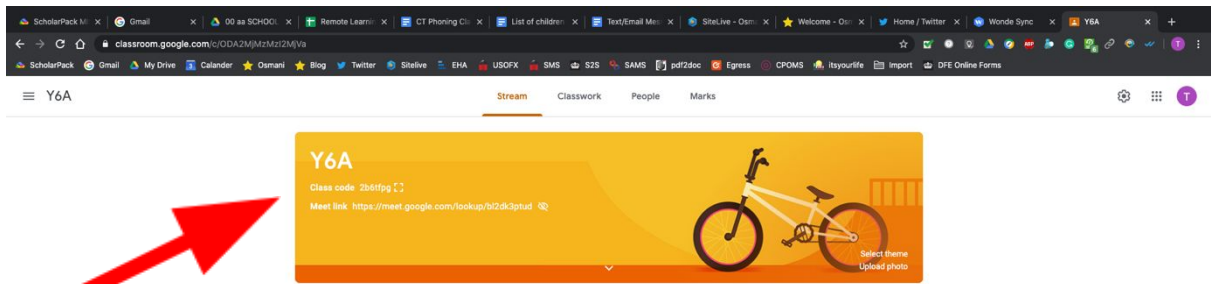 ScholarPack Gmail 00 aa SCHOOL Remote Learnin CT Phoning List of children Text/Email Mes SiteLive - Osm Welcome - Osn Home / Twitter Wonde Sync Y6A
classroom.google.com/c/ODA2MjMzMzI2MjVa
ScholarPack Gmail My Drive Calander Osmani Blog Twitter Sitelive EHA USOFX SMS S2S SAMS pdf2doc Egress CPOMS itsyourlife Import DFE Online Forms
Y6A Stream Classwork People Marks T
Y6A
Class code 2b6tfpg
Meet link https://meet.google.com/lookup/bl2dk3ptud
Select theme
Upload photo